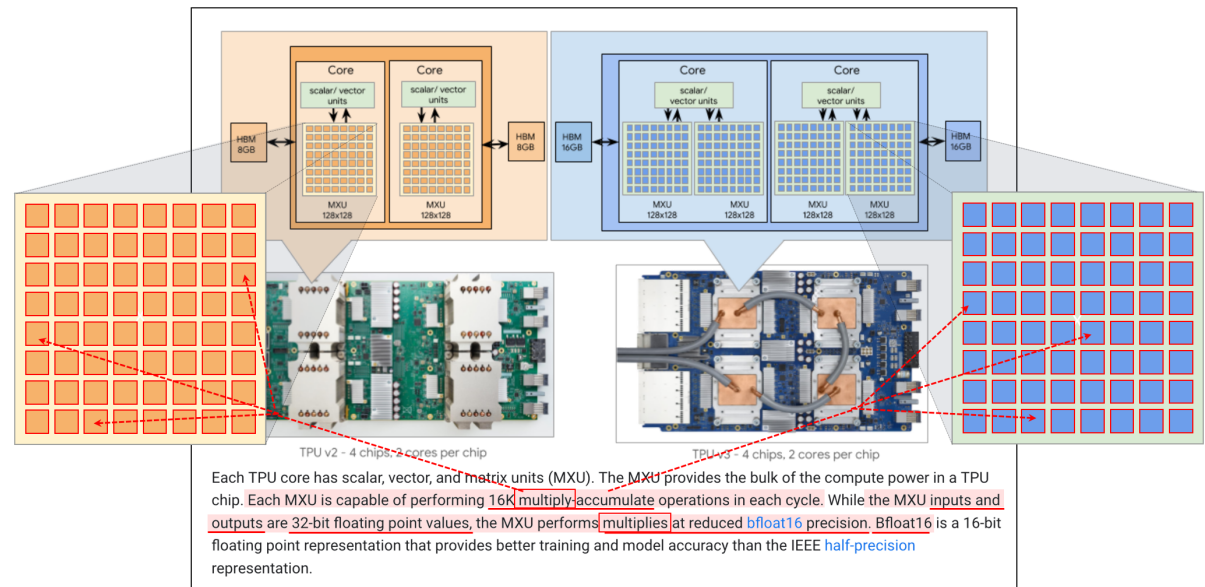 Core
Core
Core
Core
scalar/ vector
units
scalar/ vector
units
scalar/
vector units
scalar/
vector units
HBM
8GB
HBM
8GB
HBM
16GB
HBM
16GB
MXU
128x128
MXU
128x128
MXU
128x128
MXU
128x128
MXU
128x128
MXU
128x128
TPU v2 - 4 chips, 2 cores per chip
TPU v3 - 4 chips, 2 cores per chip
Each TPU core has scalar, vector, and matrix units (MXU). The MXU provides the bulk of the compute power in a TPU
chip. Each MXU is capable of performing 16K multiply-accumulate operations in each cycle. While the MXU inputs and
outputs are 32-bit floating point values, the MXU performs multiplies at reduced bfloat16 precision. Bfloat16 is a 16-bit
floating point representation that provides better training and model accuracy than the IEEE half-precision
representation.